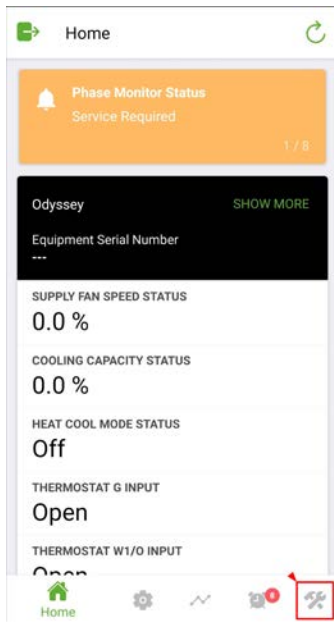 Home
Phase Monitor Status
Service Required
1 / 8
Odyssey SHOW MORE
Equipment Serial Number
---
SUPPLY FAN SPEED STATUS
0.0 %
COOLING CAPACITY STATUS
0.0 %
HEAT COOL MODE STATUS
Off
THERMOSTAT G INPUT
Open
THERMOSTAT W1/O INPUT
Open
Home